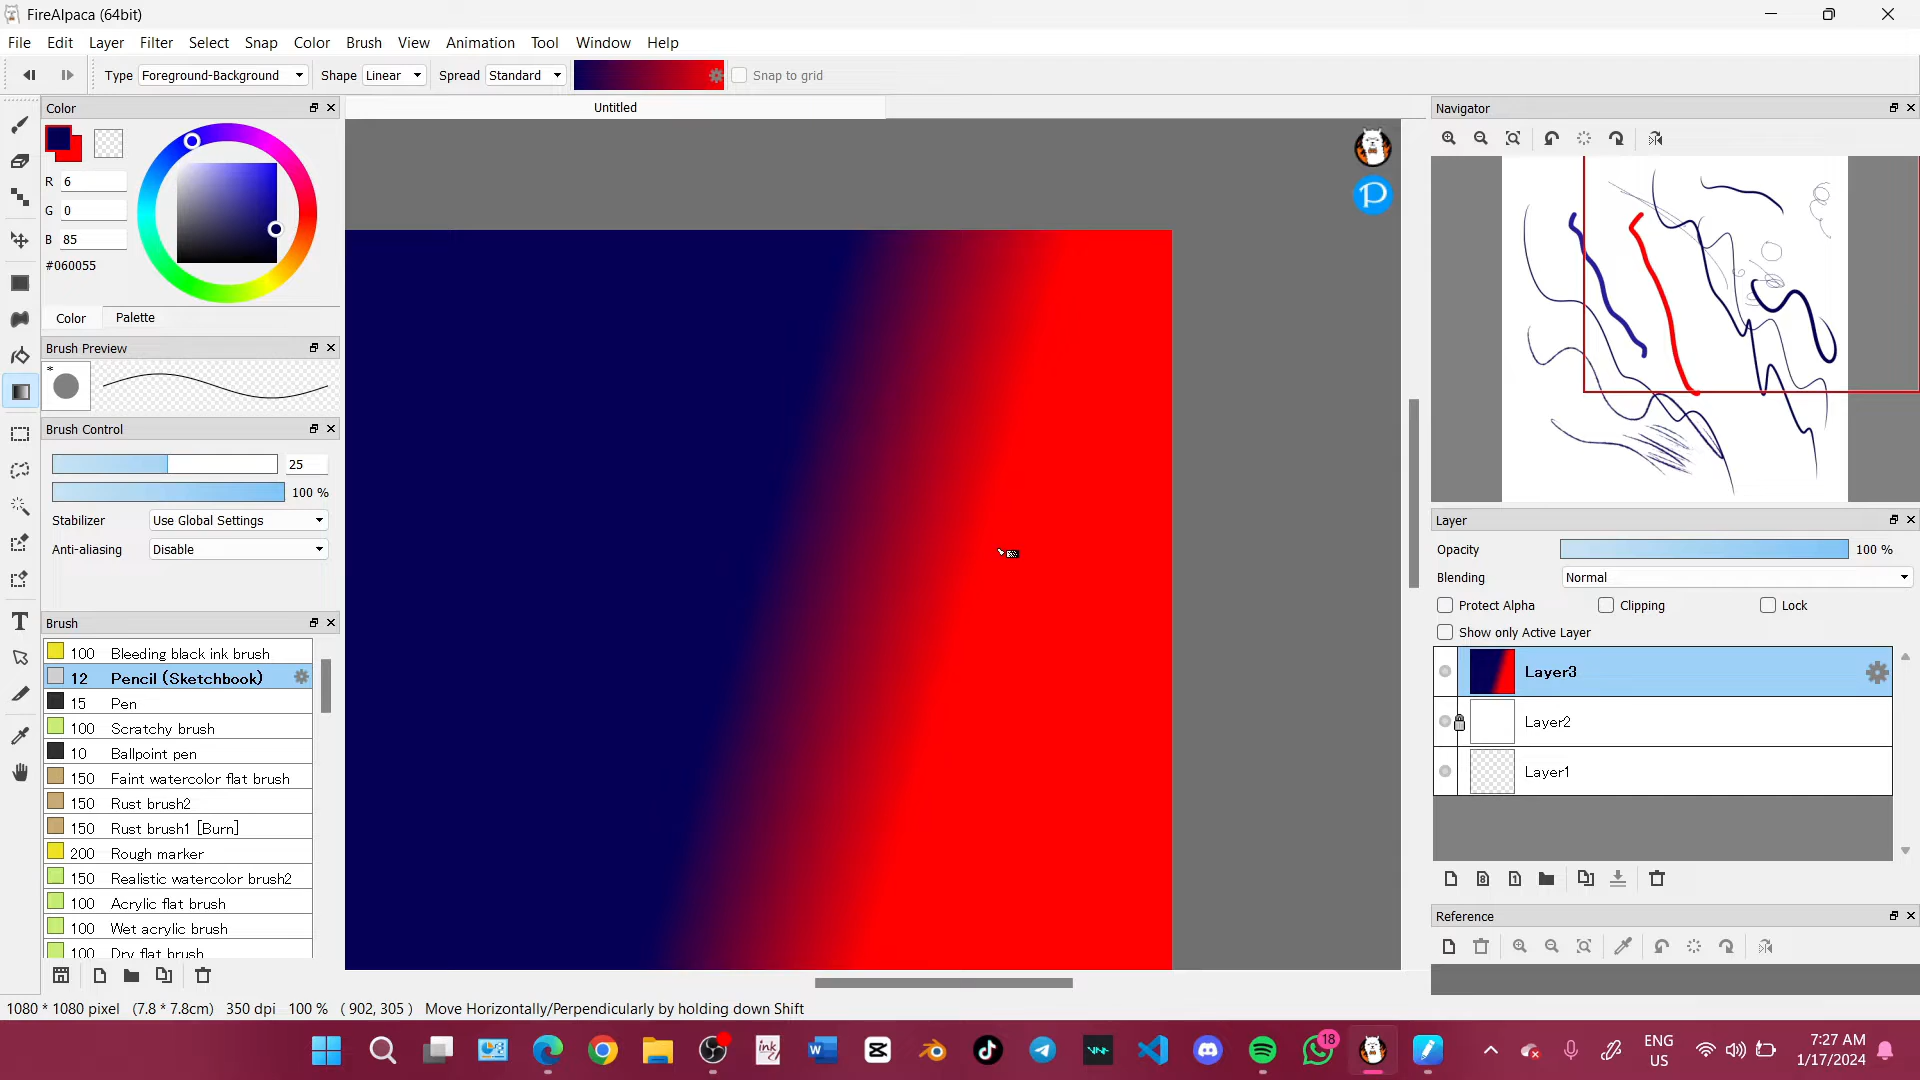 FireAlpaca (64bit)
File Edit Layer Filter Select Snap Color Brush View Animation Tool Window Help
Type Foreground-Background Shape Linear Spread Standard Snap to grid
Color
Untitled
Navigator
R 6
G 0
B 85
#060055
Color Palette
Brush Preview
*
Brush Control
25
100 %
Stabilizer Use Global Settings
Anti-aliasing Disable
Brush
100 Bleeding black ink brush
12 Pencil (Sketchbook)
15 Pen
100 Scratchy brush
10 Ballpoint pen
150 Faint watercolor flat brush
150 Rust brush2
150 Rust brush1 [Burn]
200 Rough marker
150 Realistic watercolor brush2
100 Acrylic flat brush
100 Wet acrylic brush
100 Dry flat brush
Layer
Opacity 100 %
Blending Normal
Protect Alpha Clipping Lock
Show only Active Layer
Layer3
Layer2
Layer1
Reference
1080 * 1080 pixel (7.8 * 7.8cm) 350 dpi 100 % ( 902, 305 ) Move Horizontally/Perpendicularly by holding down Shift
18
ENG
US
7:27 AM
1/17/2024